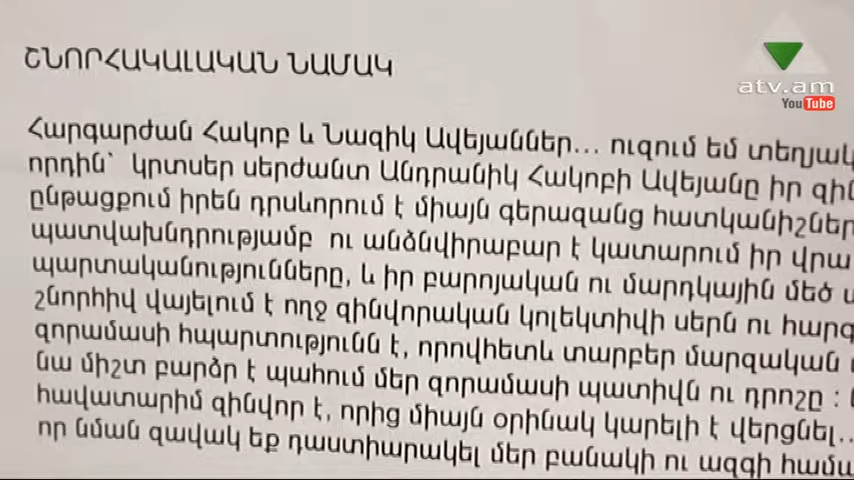 ՇՆՈՐՀԱԿԱԼԱԿԱՆ ՆԱՄԱԿ
atv.am
YouTube
Հարգարժան Հակոբ և Նազիկ Ավեյաններ... ուզում եմ տեղյակ
որդին՝ կրտսեր սերժանտ Անդրանիկ Հակոբի Ավեյանը իր զին
ընթացքում իրեն դրսևորում է միայն գերազանց հատկանիշներ
պատվախնդրությամբ ու անձնվիրաբար է կատարում իր վրա
պարտականությունները, և իր բարոյական ու մարդկային մեծ
շնորհիվ վայելում է ողջ զինվորական կոլեկտիվի սերն ու հարգ
զորամասի հպարտությունն է, որովհետև տարբեր մարզական
նա միշտ բարձր է պահում մեր զորամասի պատիվն ու դրոշը :
հավատարիմ զինվոր է, որից միայն օրինակ կարելի է վերցնել..
որ նման զավակ եք դաստիարակել մեր բանակի ու ազգի համա